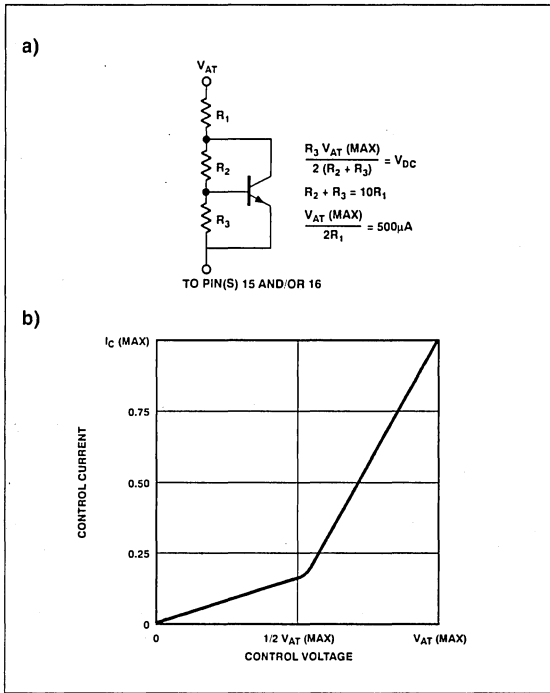 a)
V_AT
R_1
R_2
R_3
R_3 V_AT (MAX)
2 (R_2 + R_3)
= V_DC
R_2 + R_3 = 10R_1
V_AT (MAX)
2R_1
= 500μA
TO PIN(S) 15 AND/OR 16
b)
I_C (MAX)
0.75
0.50
0.25
0
CONTROL CURRENT
0
1/2 V_AT (MAX)
V_AT (MAX)
CONTROL VOLTAGE